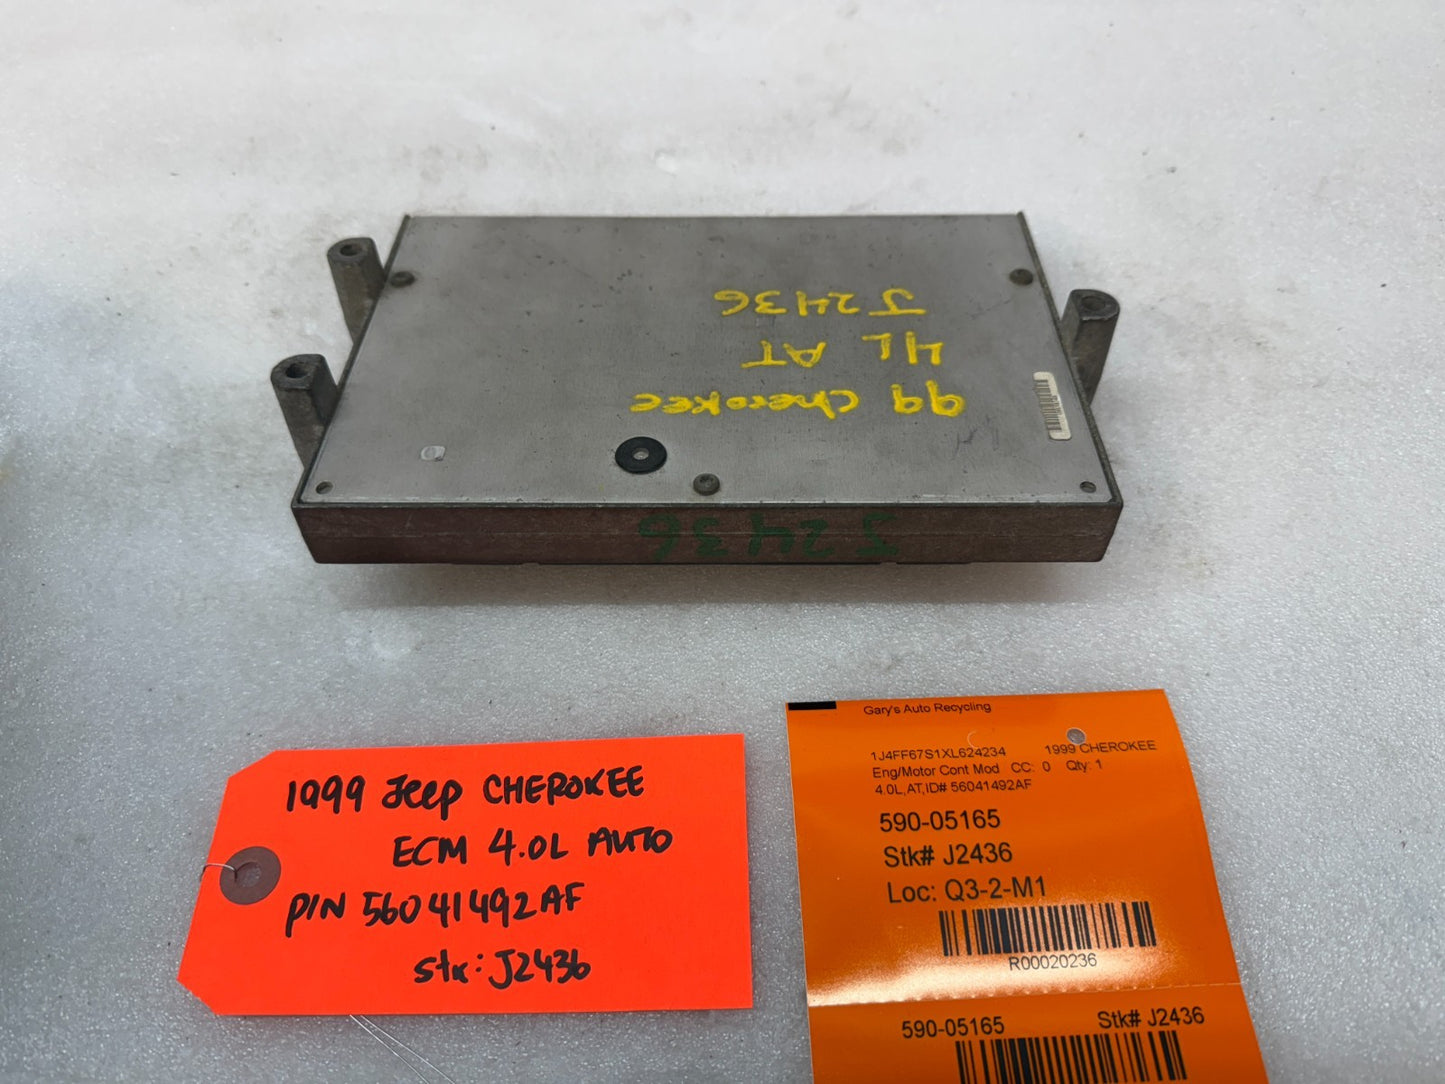 J2436
4L AT
99 Cherokee
J2436
1999 Jeep CHEROKEE
ECM 4.0L AUTO
P/N 56041492AF
stk: J2436
Gary's Auto Recycling
1J4FF67S1XL624234 1999 CHEROKEE
Eng/Motor Cont Mod CC: 0 Qty: 1
4.0L,AT,ID# 56041492AF
590-05165
Stk# J2436
Loc: Q3-2-M1
R00020236
590-05165 Stk# J2436